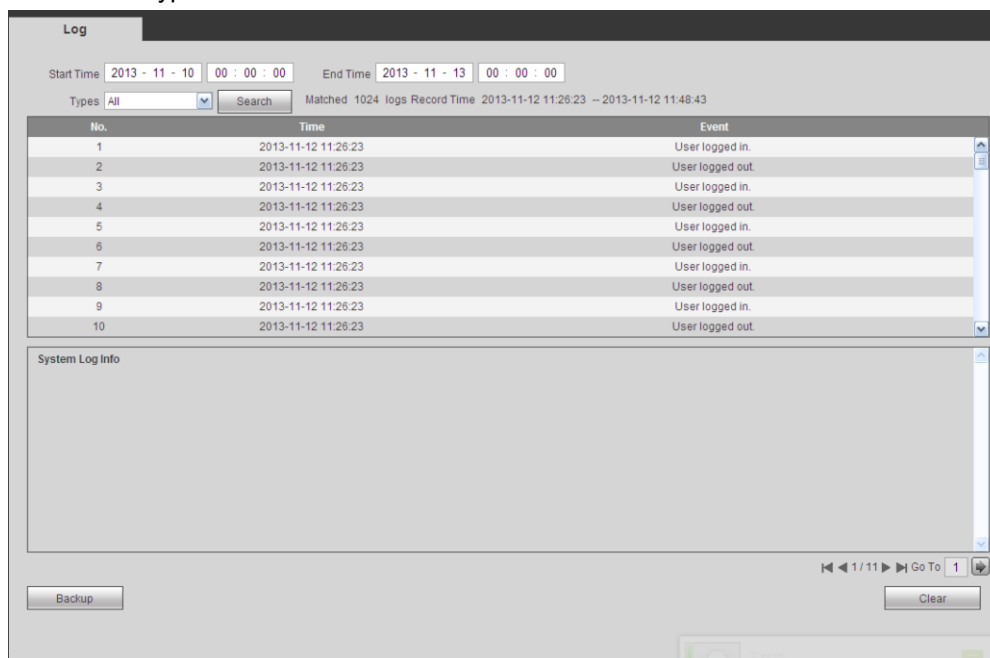 Log
Start Time 2013 - 11 - 10 00 : 00 : 00 End Time 2013 - 11 - 13 00 : 00 : 00
Types All Search Matched 1024 logs Record Time 2013-11-12 11:26:23 -- 2013-11-12 11:48:43
No. Time Event
1 2013-11-12 11:26:23 User logged in.
2 2013-11-12 11:26:23 User logged out.
3 2013-11-12 11:26:23 User logged in.
4 2013-11-12 11:26:23 User logged out.
5 2013-11-12 11:26:23 User logged in.
6 2013-11-12 11:26:23 User logged out.
7 2013-11-12 11:26:23 User logged in.
8 2013-11-12 11:26:23 User logged out.
9 2013-11-12 11:26:23 User logged in.
10 2013-11-12 11:26:23 User logged out.
System Log Info
1 / 11 Go To 1
Backup Clear